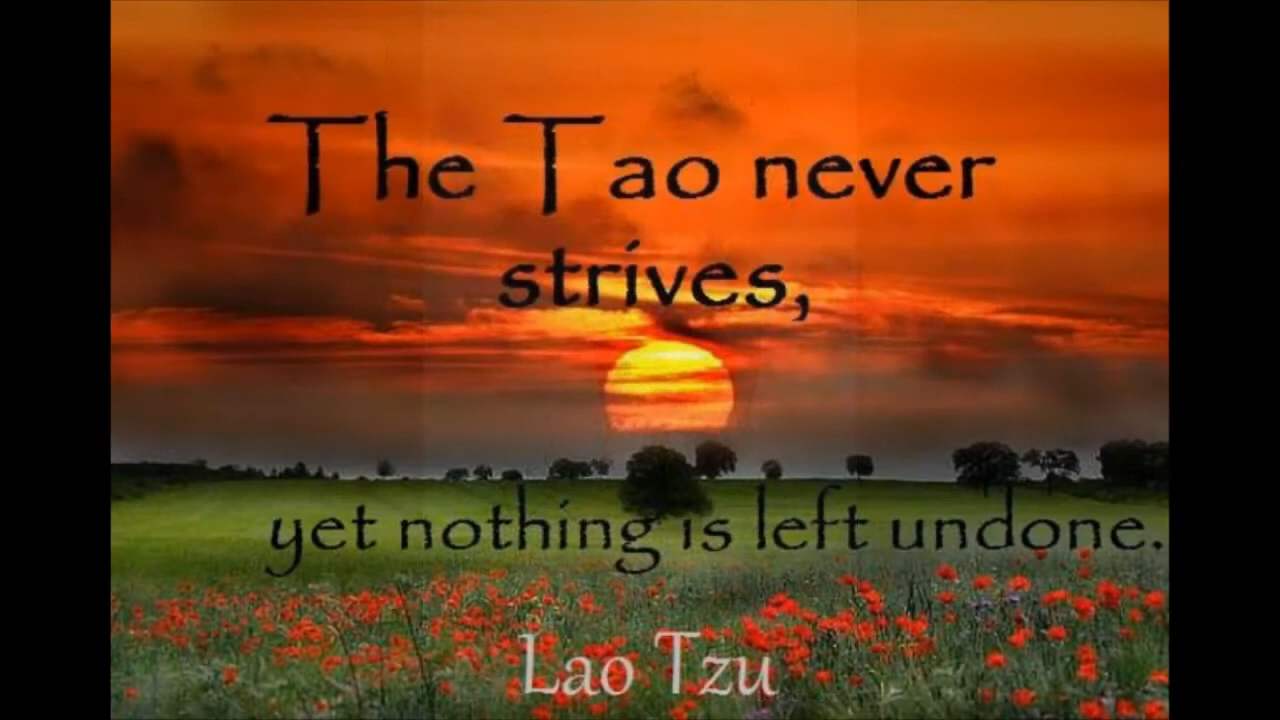 The Tao never
strives,
yet nothing is left undone.
Lao Tzu